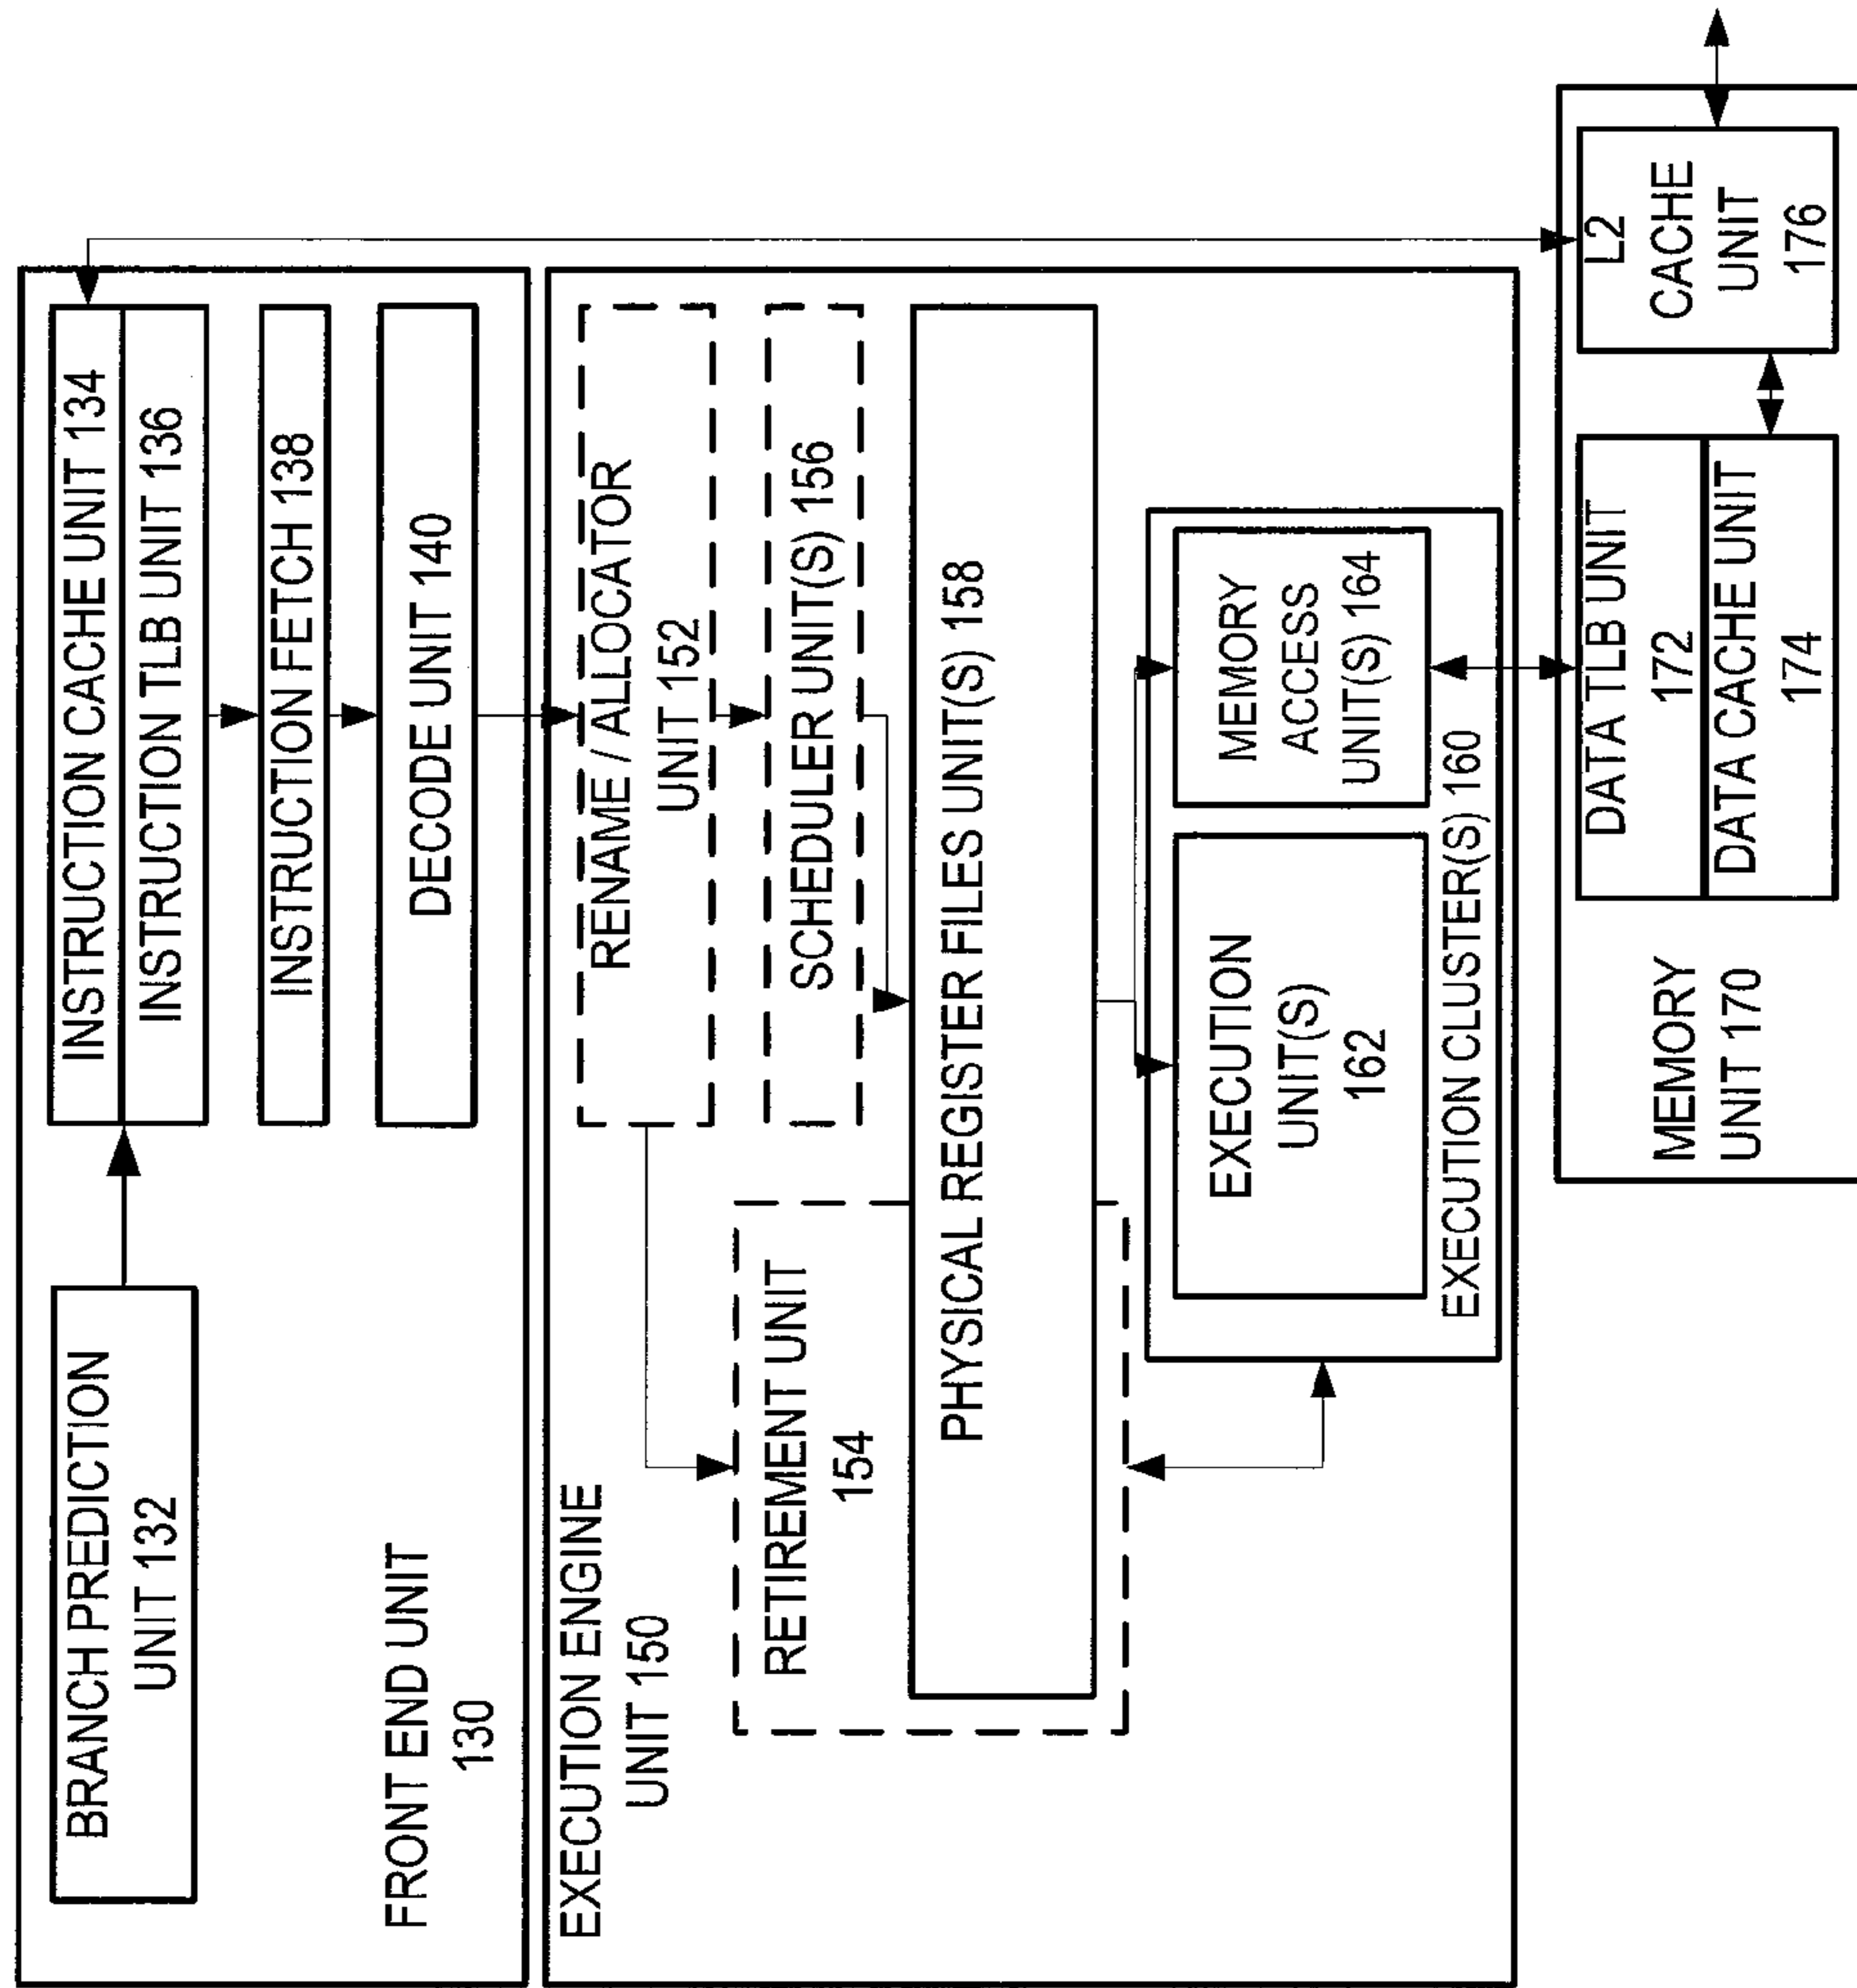 BRANCH PREDICTION
UNIT 132
INSTRUCTION CACHE UNIT 134
INSTRUCTION TLB UNIT 136
INSTRUCTION FETCH 138
DECODE UNIT 140
FRONT END UNIT
130
EXECUTION ENGINE
UNIT 150
RENAME / ALLOCATOR
UNIT 152
SCHEDULER UNIT(S) 156
RETIREMENT UNIT
154
PHYSICAL REGISTER FILES UNIT(S) 158
EXECUTION
UNIT(S)
162
MEMORY
ACCESS
UNIT(S) 164
EXECUTION CLUSTER(S) 160
MEMORY
UNIT 170
DATA TLB UNIT
172
DATA CACHE UNIT
174
L2
CACHE
UNIT
176